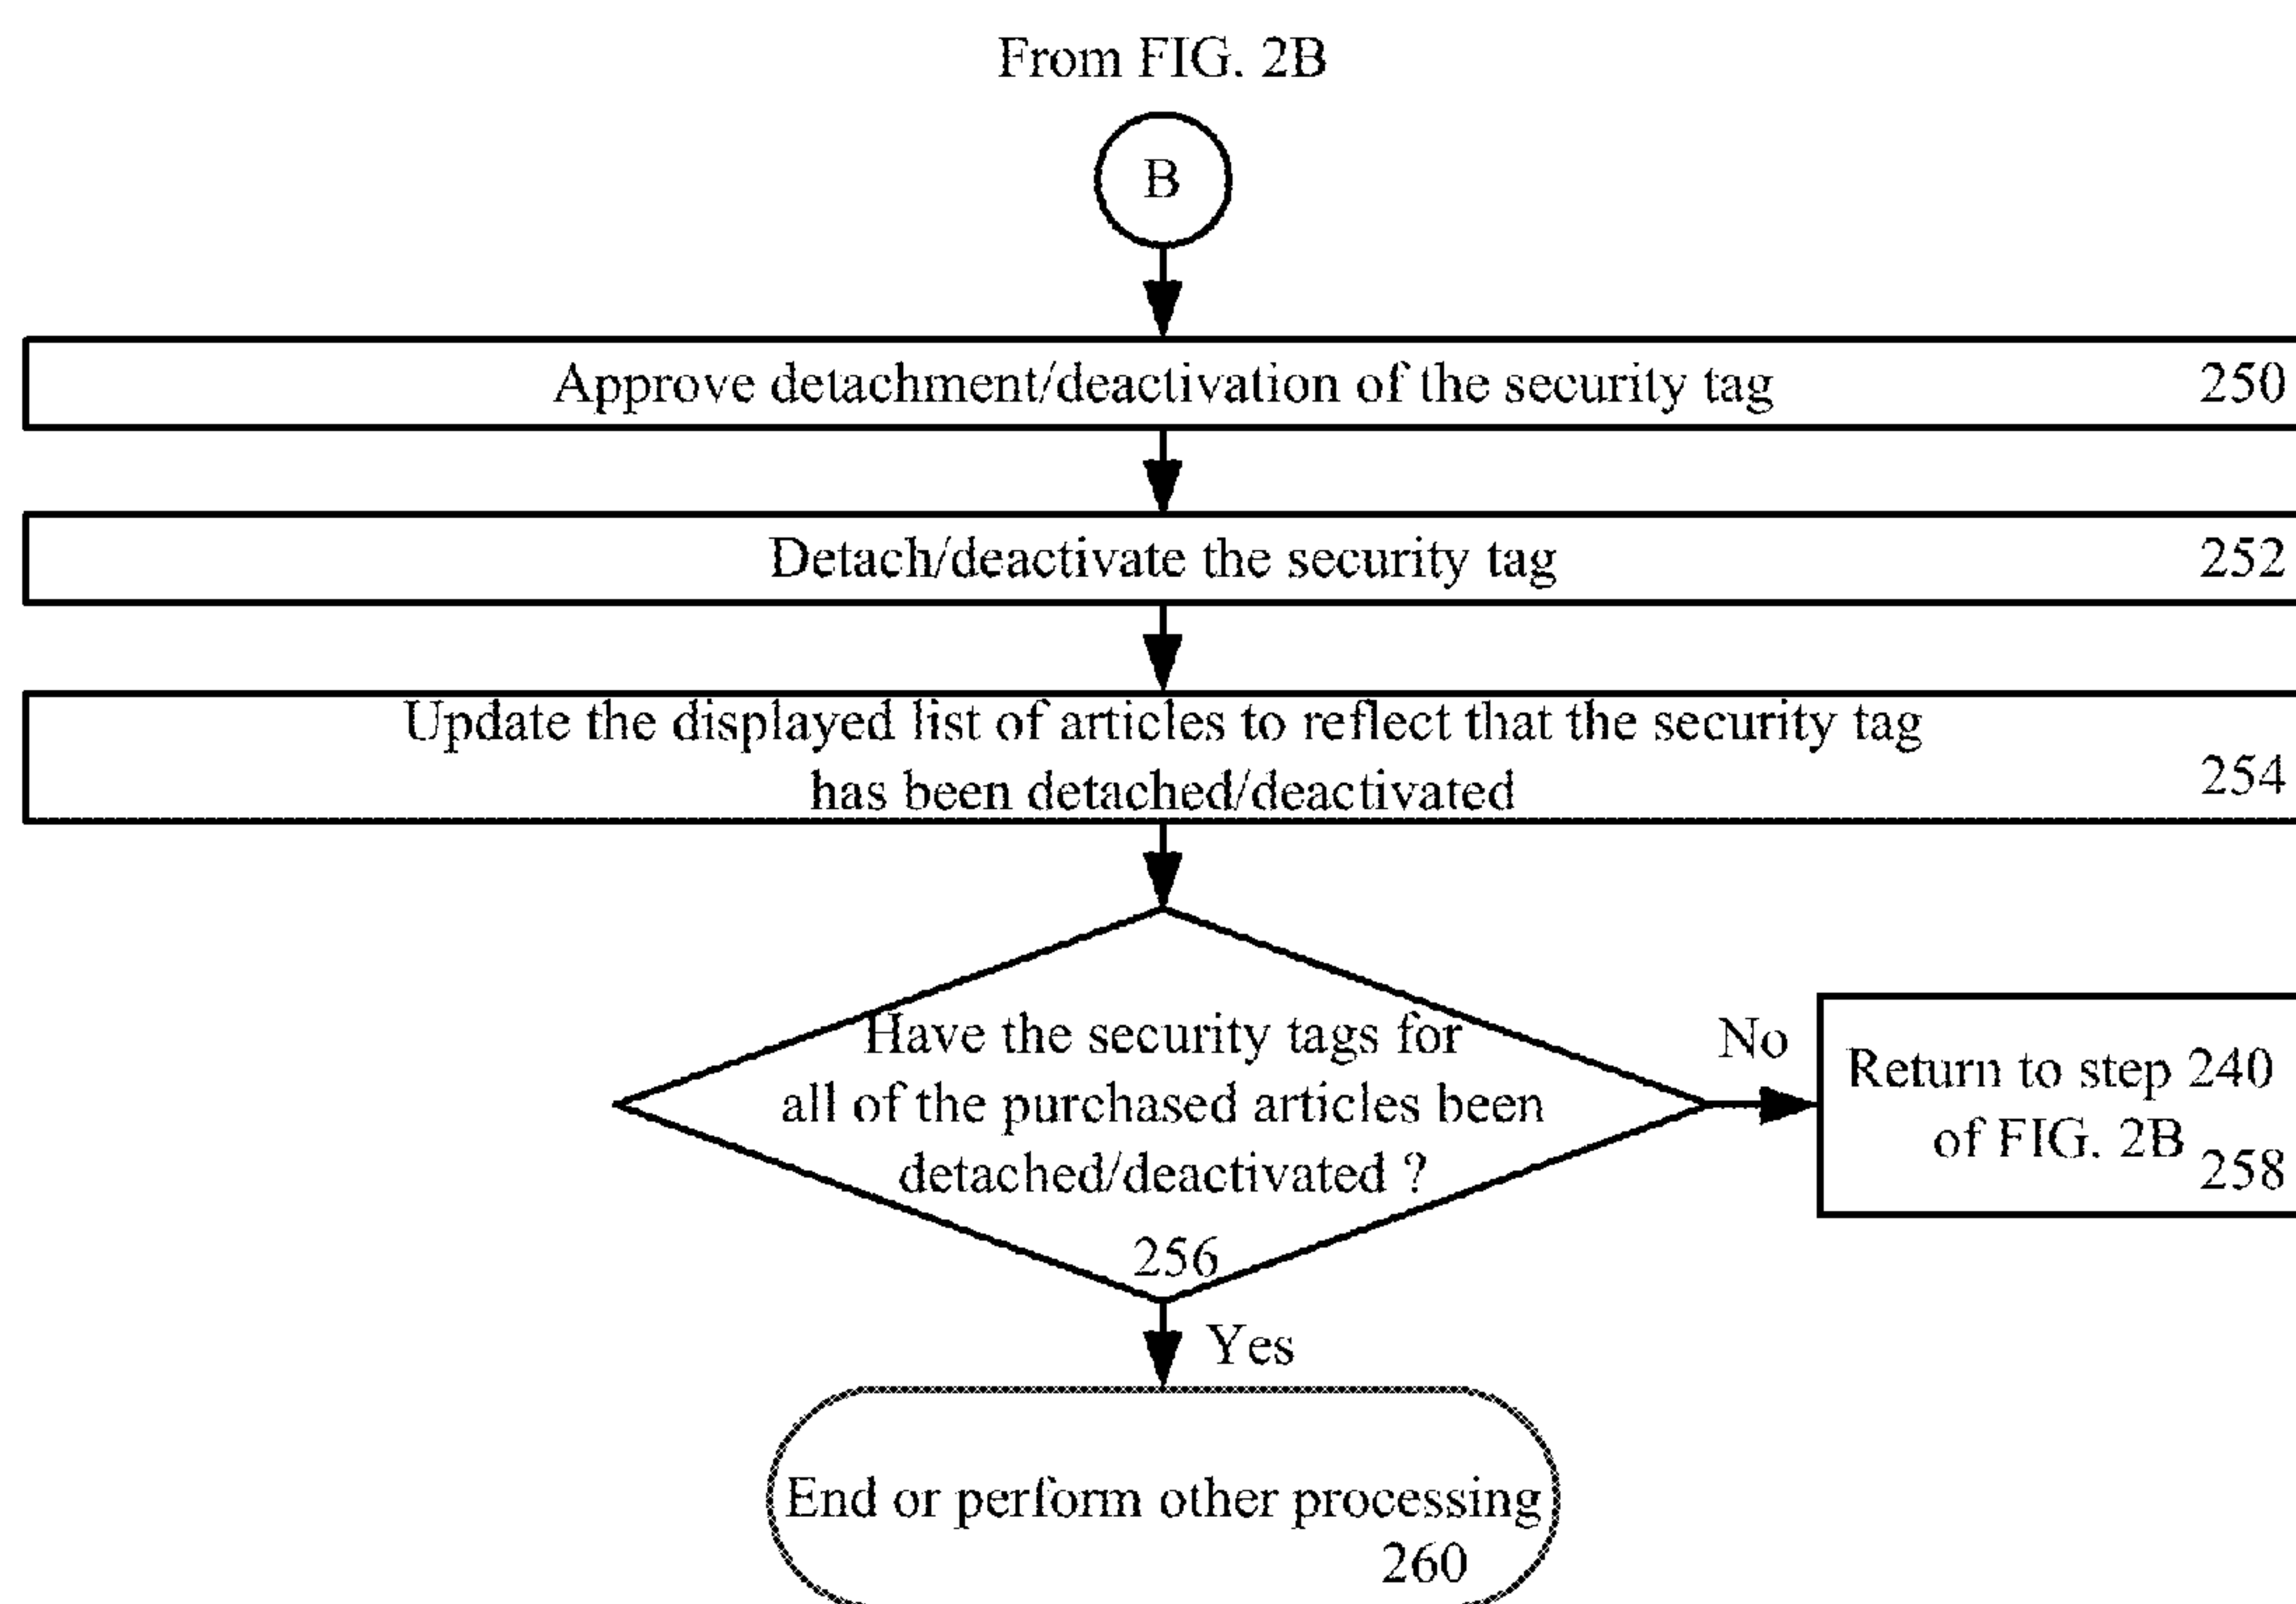 From FIG. 2B
B
Approve detachment/deactivation of the security tag
250
Detach/deactivate the security tag
252
Update the displayed list of articles to reflect that the security tag
has been detached/deactivated
254
Have the security tags for
all of the purchased articles been
detached/deactivated ?
256
No
Return to step 240
of FIG. 2B
258
Yes
End or perform other processing
260